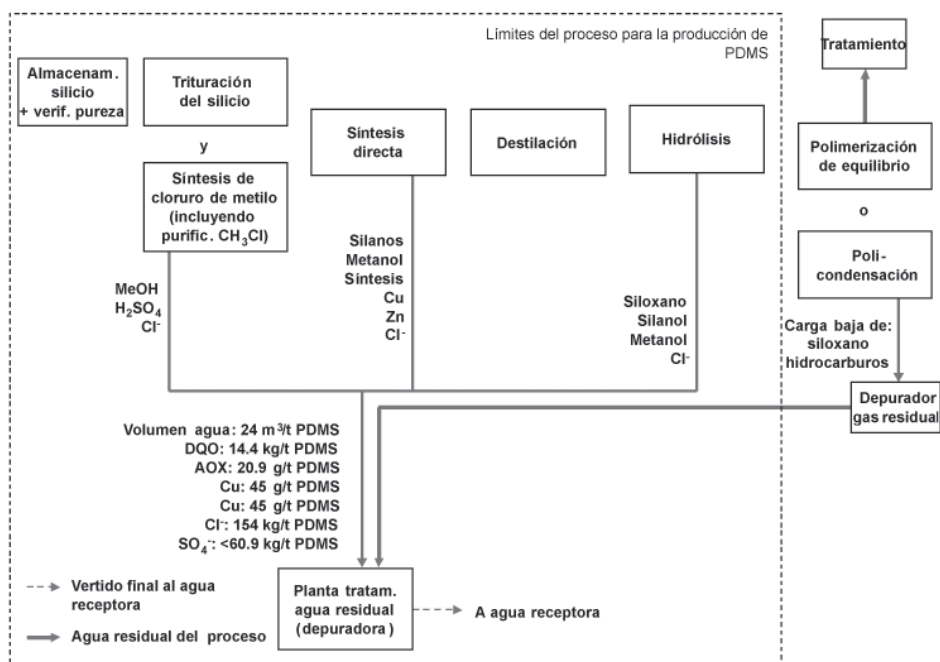 Límites del proceso para la producción de
PDMS
Tratamiento
Almacenam.
silicio
+ verif. pureza
Trituración
del silicio
y
Síntesis de
cloruro de metilo
(incluyendo
purific. CH₃Cl)
Síntesis
directa
Destilación
Hidrólisis
Polimerización
de equilibrio
o
Poli-
condensación
MeOH
H₂SO₄
Cl⁻
Silanos
Metanol
Síntesis
Cu
Zn
Cl⁻
Siloxano
Silanol
Metanol
Cl⁻
Carga baja de:
siloxano
hidrocarburos
Depurador
gas residual
Volumen agua: 24 m³/t PDMS
DQO: 14.4 kg/t PDMS
AOX: 20.9 g/t PDMS
Cu: 45 g/t PDMS
Cu: 45 g/t PDMS
Cl⁻: 154 kg/t PDMS
SO₄⁻: <60.9 kg/t PDMS
Planta tratam.
agua residual
(depuradora )
A agua receptora
Vertido final al agua
receptora
Agua residual del proceso